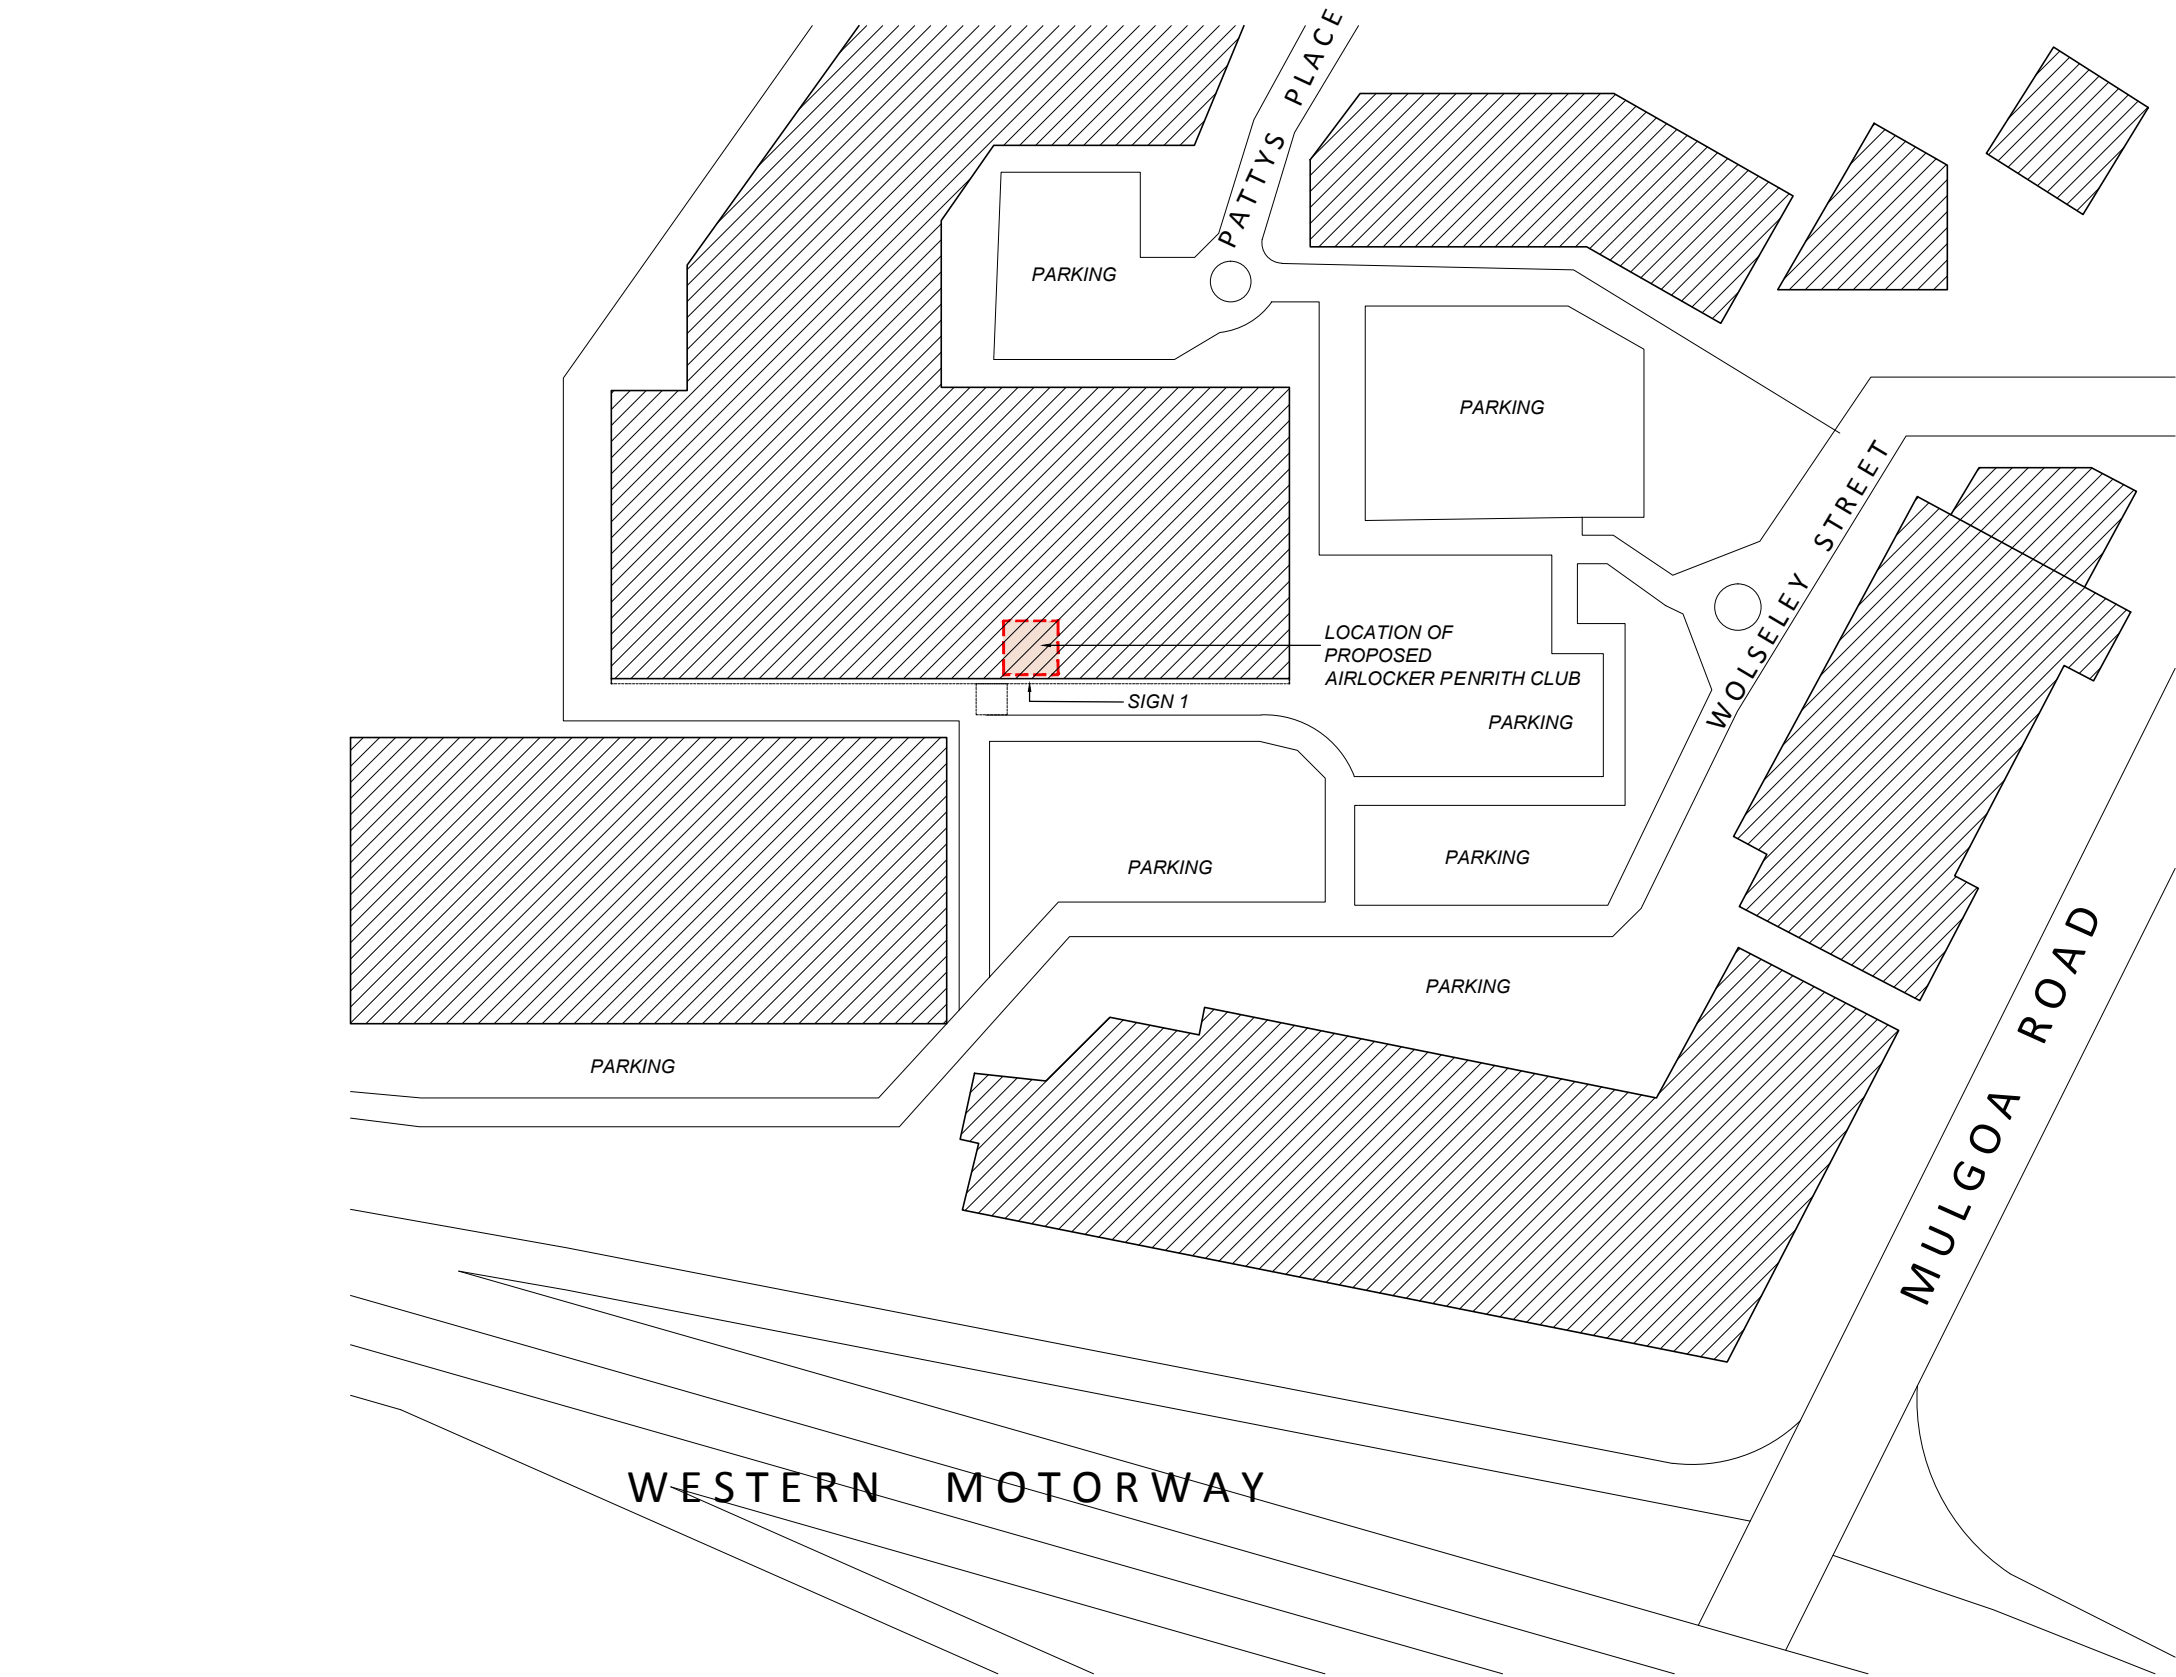 PATTYS PLACE
PARKING
PARKING
WOLSELEY STREET
LOCATION OF
PROPOSED
AIRLOCKER PENRITH CLUB
SIGN 1
PARKING
PARKING
PARKING
PARKING
PARKING
MULGOA ROAD
WESTERN MOTORWAY